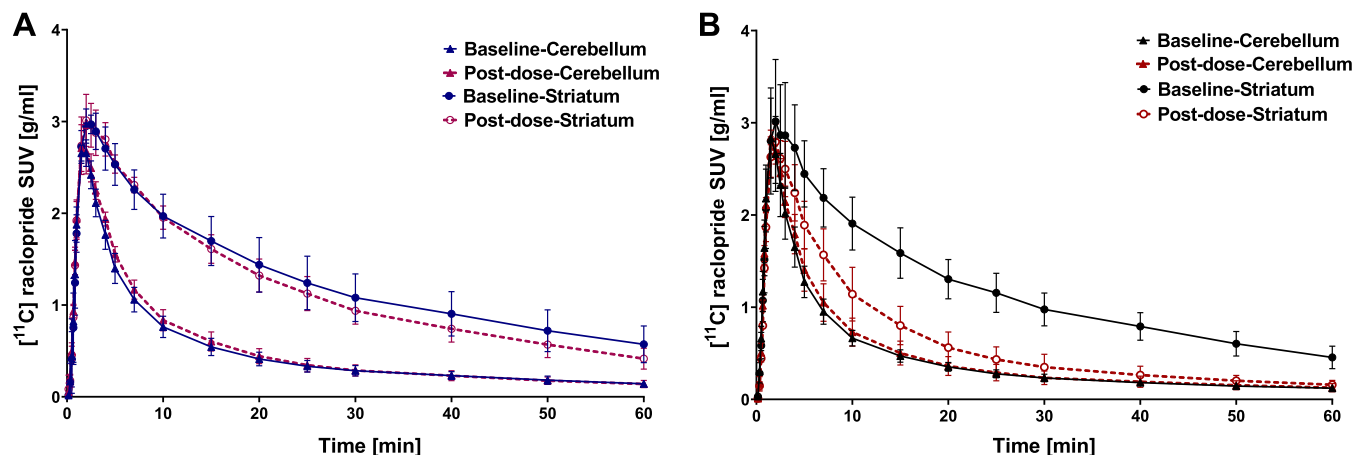 A
[¹¹C] raclopride SUV [g/ml]
4
3
2
1
0
0 10 20 30 40 50 60
Time [min]
Baseline-Cerebellum
Post-dose-Cerebellum
Baseline-Striatum
Post-dose-Striatum
B
[¹¹C] raclopride SUV [g/ml]
4
3
2
1
0
0 10 20 30 40 50 60
Time [min]
Baseline-Cerebellum
Post-dose-Cerebellum
Baseline-Striatum
Post-dose-Striatum